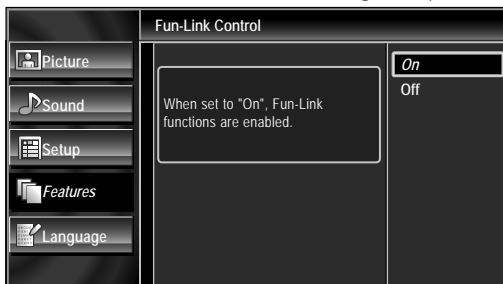 Fun-Link Control
Picture
Sound
Setup
Features
Language
When set to "On", Fun-Link
functions are enabled.
On
Off